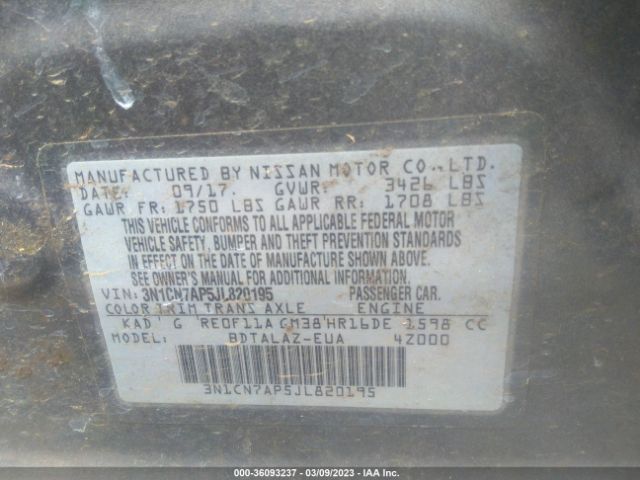 MANUFACTURED BY NISSAN MOTOR CO., LTD.
DATE: 09/17. GVWR: 3426 LBS
GAWR FR: 1750 LBS GAWR RR: 1708 LBS
THIS VEHICLE CONFORMS TO ALL APPLICABLE FEDERAL MOTOR
VEHICLE SAFETY, BUMPER AND THEFT PREVENTION STANDARDS
IN EFFECT ON THE DATE OF MANUFACTURE SHOWN ABOVE.
SEE OWNER'S MANUAL FOR ADDITIONAL INFORMATION.
VIN: 3N1CN7AP5JL820195 PASSENGER CAR.
COLOR TRIM TRANS AXLE ENGINE
KAD' G RE0F11A GM38'HR16DE 1598 CC
MODEL: BDTALAZ-EUA 42000
3N1CN7AP5JL820195
000-36093237 - 03/09/2023 - IAA Inc.